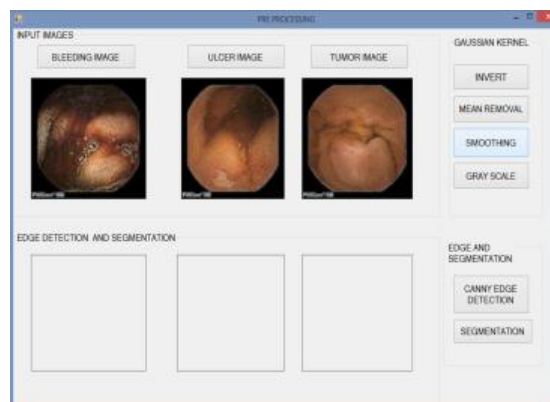 PRE PROCESSING
INPUT IMAGES
BLEEDING IMAGE
ULCER IMAGE
TUMOR IMAGE
GAUSSIAN KERNEL
INVERT
MEAN REMOVAL
SMOOTHING
GRAY SCALE
EDGE DETECTION AND SEGMENTATION
EDGE AND
SEGMENTATION
CANNY EDGE
DETECTION
SEGMENTATION